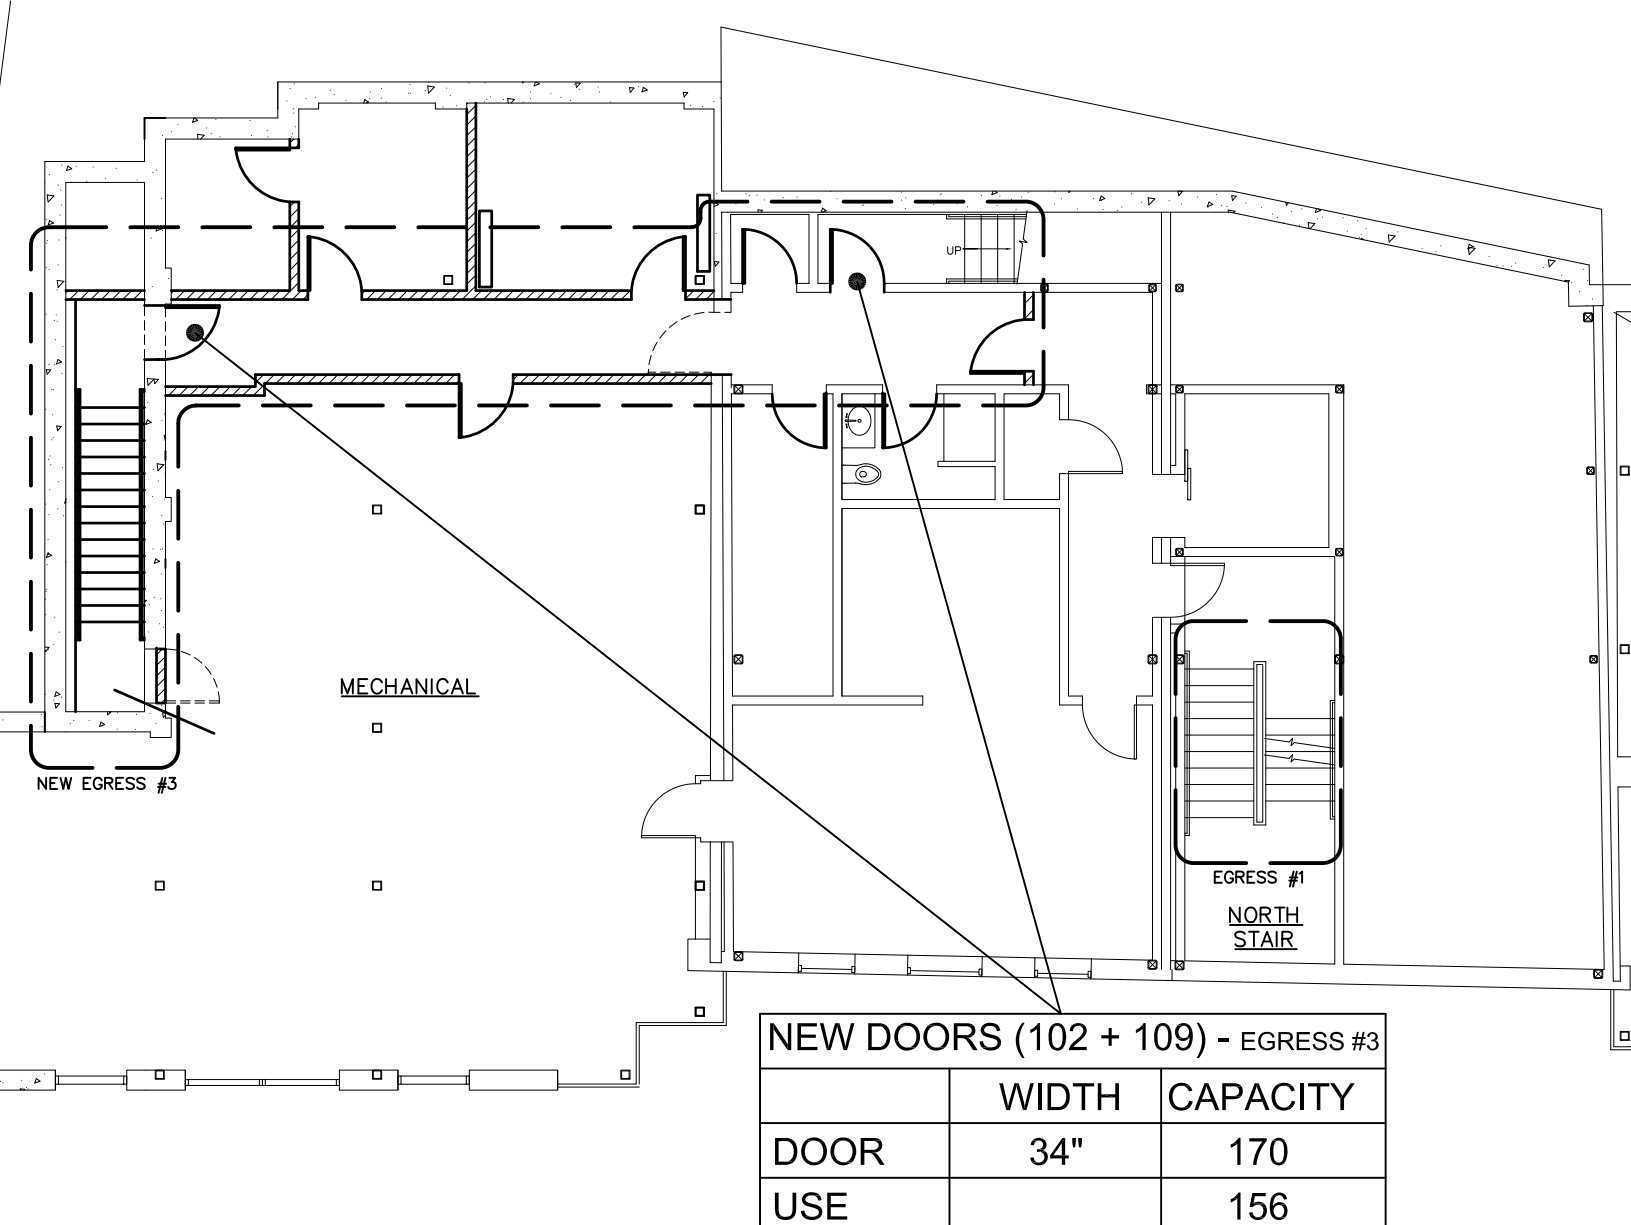 UP
MECHANICAL
NEW EGRESS #3
EGRESS #1
NORTH
STAIR
NEW DOORS (102 + 109) - EGRESS #3
WIDTH CAPACITY
DOOR 34" 170
USE 156